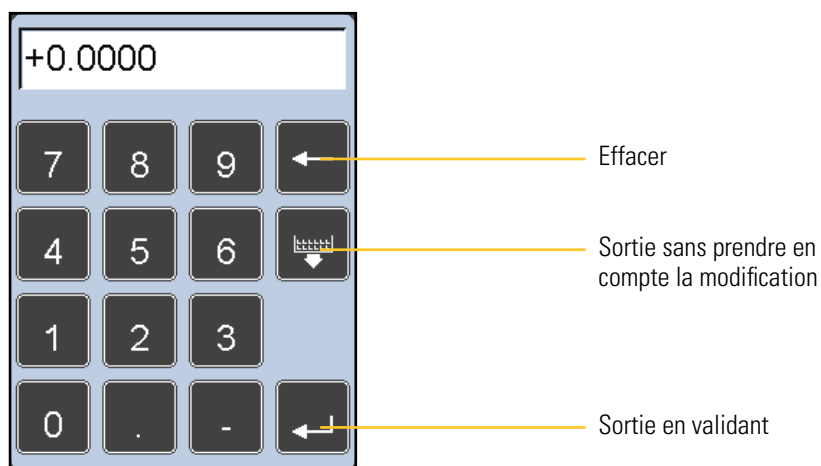 +0.0000
7 8 9
Effacer
4 5 6
Sortie sans prendre en
compte la modification
1 2 3
0 . -
Sortie en validant